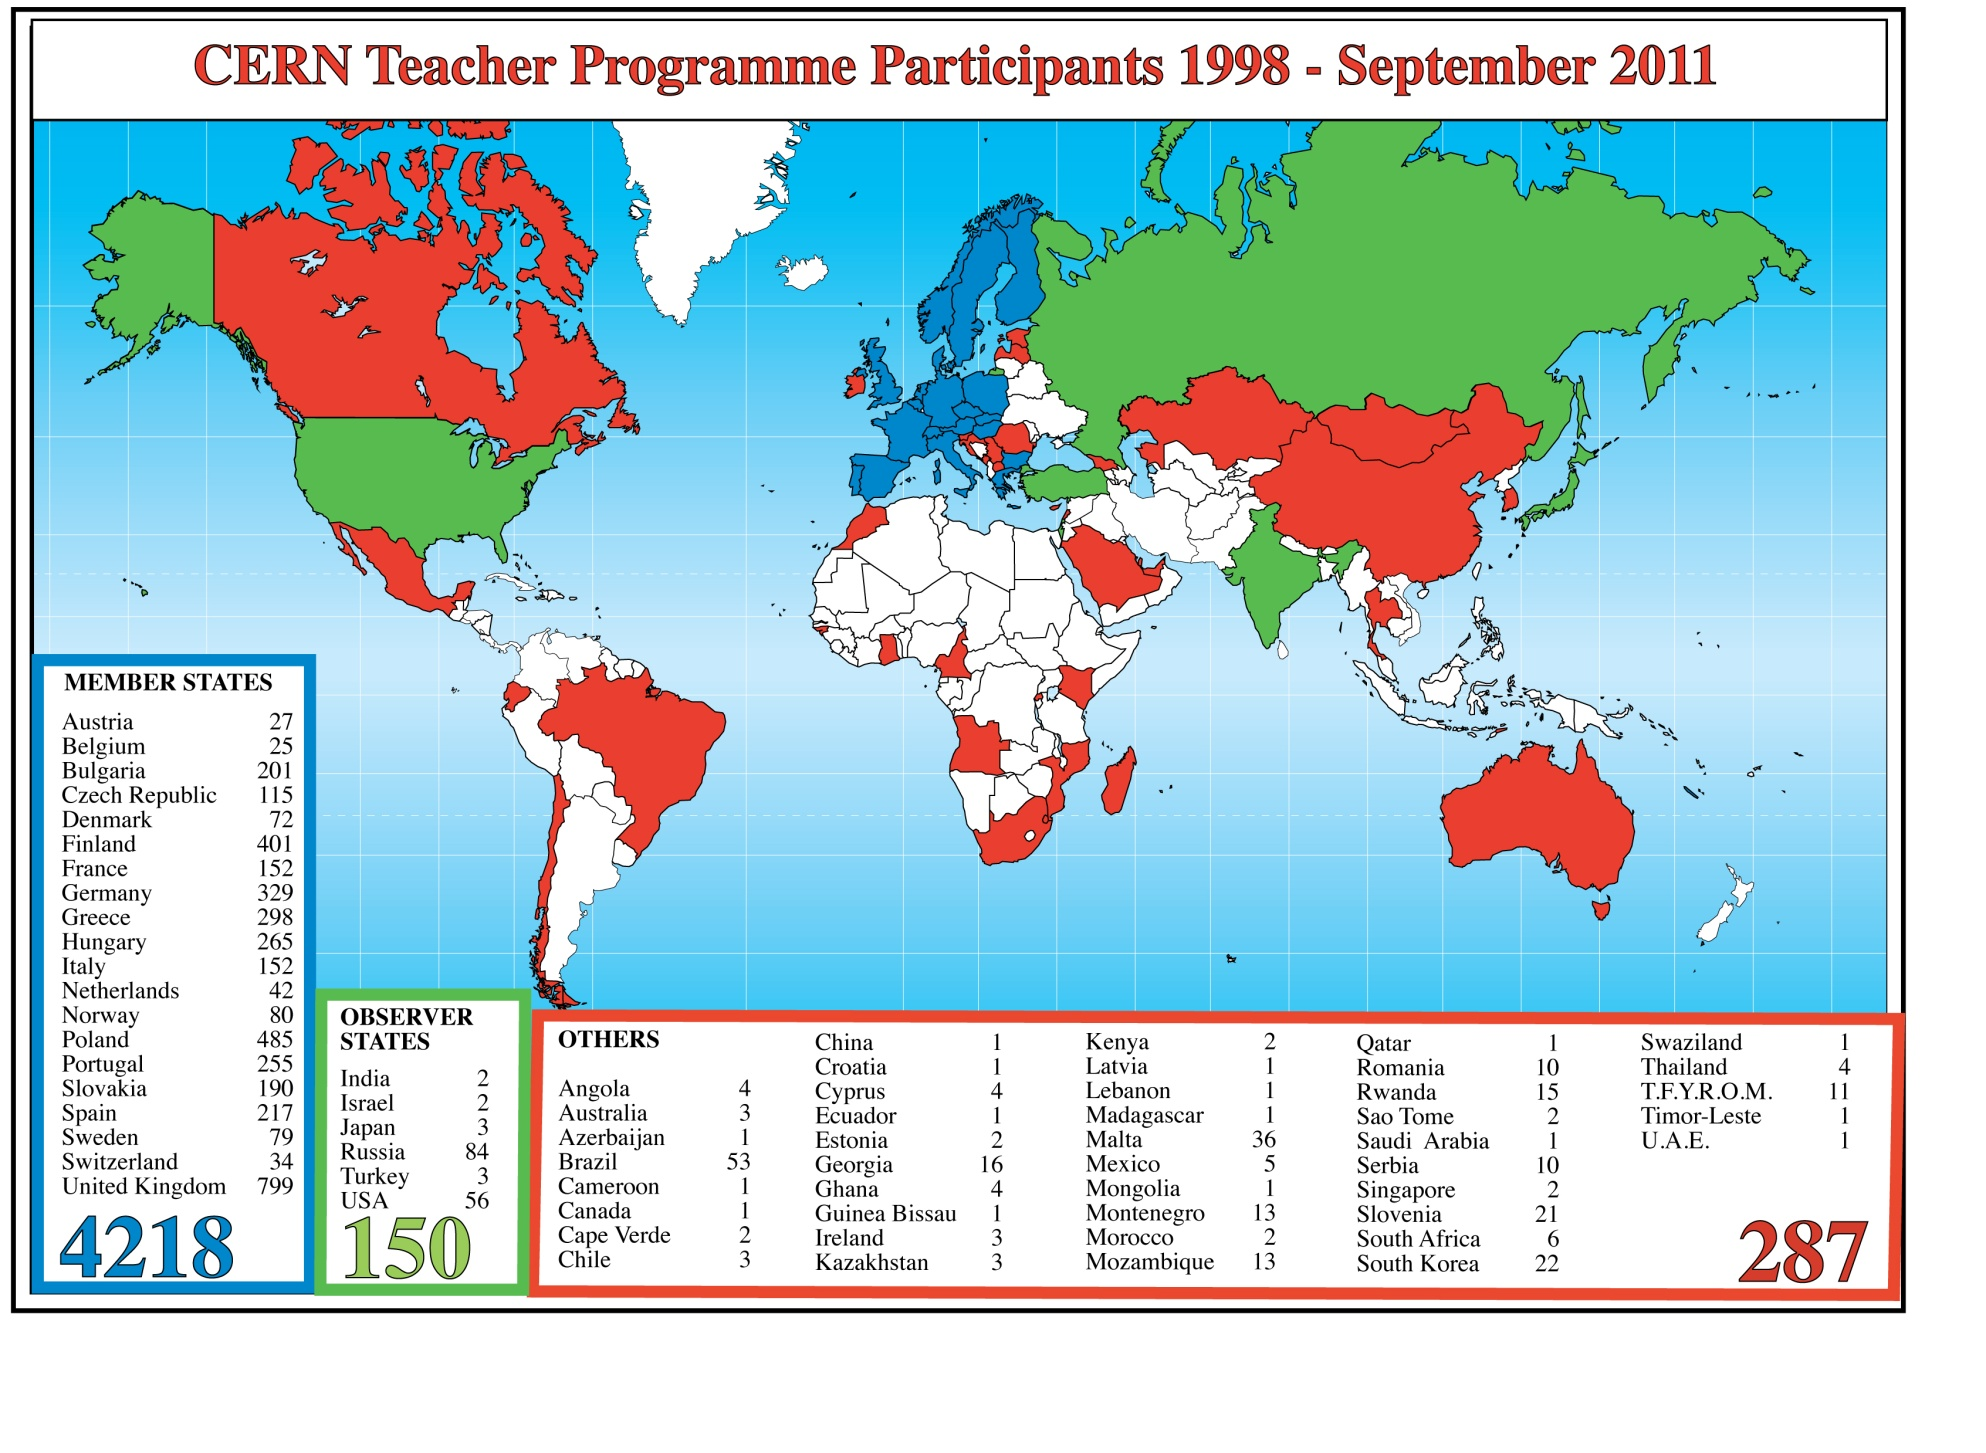 CERN Teacher Programme Participants 1998 - September 2011
MEMBER STATES
Austria 27
Belgium 25
Bulgaria 201
Czech Republic 115
Denmark 72
Finland 401
France 152
Germany 329
Greece 298
Hungary 265
Italy 152
Netherlands 42
Norway 80
Poland 485
Portugal 255
Slovakia 190
Spain 217
Sweden 79
Switzerland 34
United Kingdom 799
4218
OBSERVER
STATES
India 2
Israel 2
Japan 3
Russia 84
Turkey 3
USA 56
150
OTHERS
Angola 4
Australia 3
Azerbaijan 1
Brazil 53
Cameroon 1
Canada 1
Cape Verde 2
Chile 3
China 1
Croatia 1
Cyprus 4
Ecuador 1
Estonia 2
Georgia 16
Ghana 4
Guinea Bissau 1
Ireland 3
Kazakhstan 3
Kenya 2
Latvia 1
Lebanon 1
Madagascar 1
Malta 36
Mexico 5
Mongolia 1
Montenegro 13
Morocco 2
Mozambique 13
Qatar 1
Romania 10
Rwanda 15
Sao Tome 2
Saudi Arabia 1
Serbia 10
Singapore 2
Slovenia 21
South Africa 6
South Korea 22
Swaziland 1
Thailand 4
T.F.Y.R.O.M. 11
Timor-Leste 1
U.A.E. 1
287